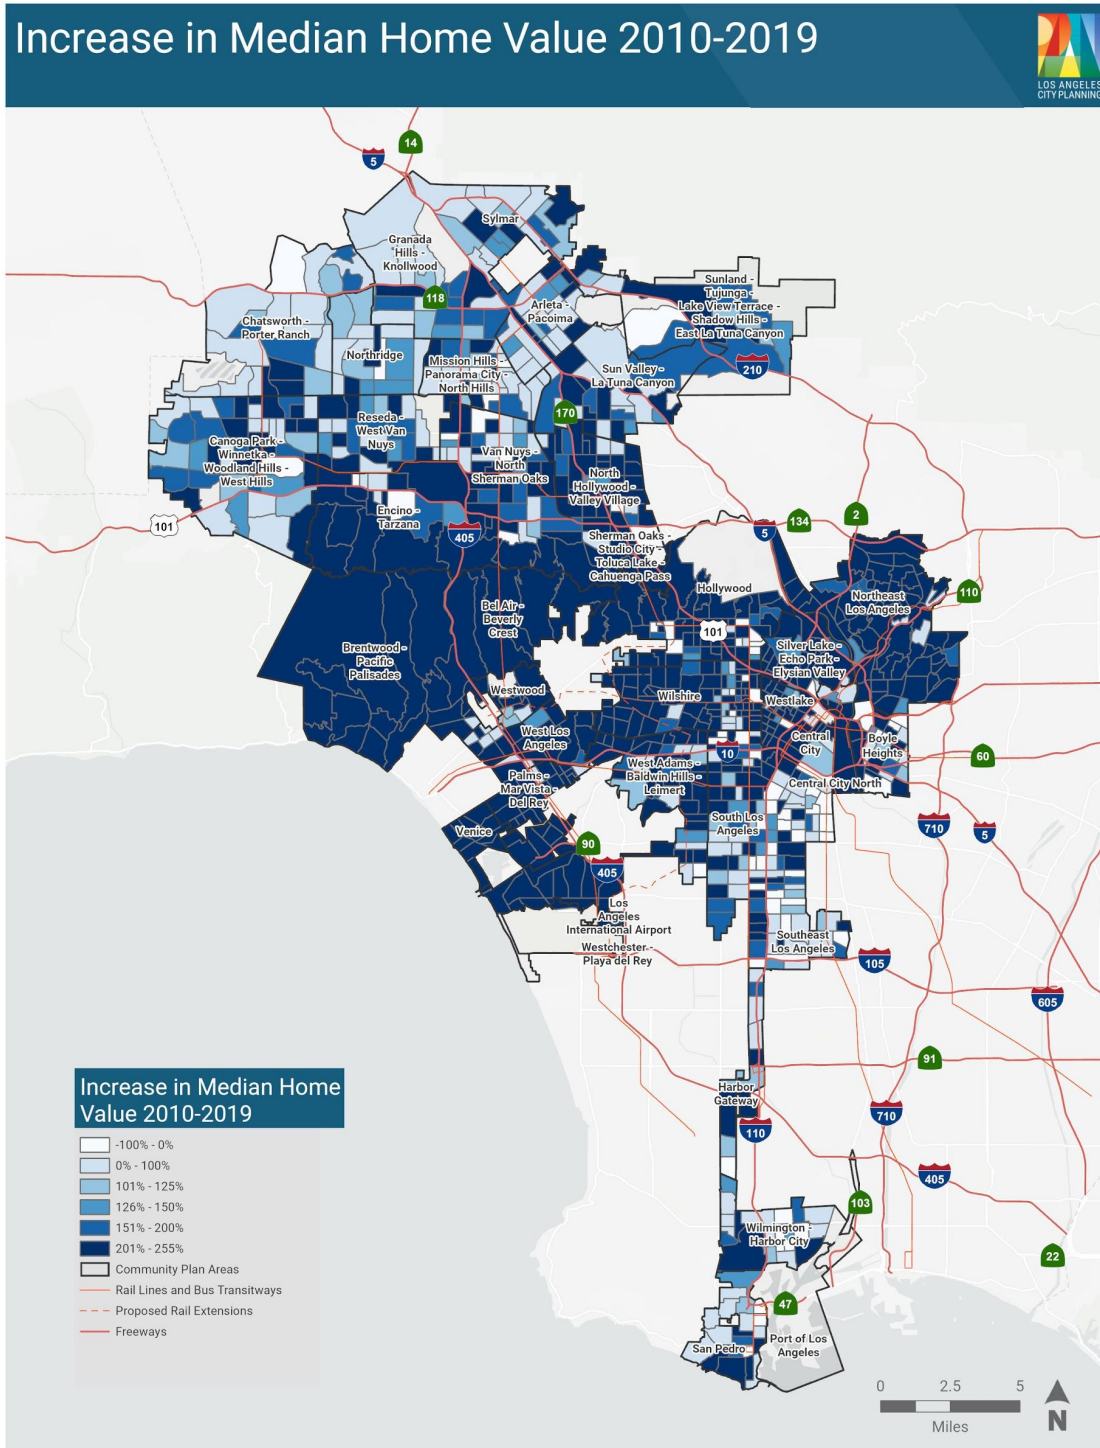 Increase in Median Home Value 2010-2019
LOS ANGELES
CITY PLANNING
14
5
Sylmar
Granada
Hills -
Knollwood
118
Sunland -
Tujunga -
Lake View Terrace -
Shadow Hills -
East La Tuna Canyon
Arleta -
Pacoima
Chatsworth -
Porter Ranch
Northridge
Mission Hills -
Panorama City -
North Hills
Sun Valley -
La Tuna Canyon
210
170
Reseda -
West Van
Nuys
Canoga Park -
Winnetka -
Woodland Hills -
West Hills
Van Nuys -
North
Sherman Oaks
North
Hollywood -
Valley Village
101
Encino -
Tarzana
405
5
134
2
Sherman Oaks -
Studio City -
Toluca Lake -
Cahuenga Pass
Hollywood
Northeast
Los Angeles
110
Bel Air -
Beverly
Crest
101
Brentwood -
Pacific
Palisades
Silver Lake -
Echo Park -
Elysian Valley
Westwood
Wilshire
Westlake
West Los
Angeles
Central
City
Boyle
Heights
10
60
West Adams -
Baldwin Hills -
Leimert
Palms -
Mar Vista -
Del Rey
Central City North
Venice
South Los
Angeles
710
5
90
405
Los
Angeles
International Airport
Westchester -
Playa del Rey
Southeast
Los Angeles
105
605
91
Harbor
Gateway
110
710
405
103
Wilmington -
Harbor City
22
47
San Pedro
Port of Los
Angeles
Increase in Median Home
Value 2010-2019
-100% - 0%
0% - 100%
101% - 125%
126% - 150%
151% - 200%
201% - 255%
Community Plan Areas
Rail Lines and Bus Transitways
Proposed Rail Extensions
Freeways
0 2.5 5
Miles
N